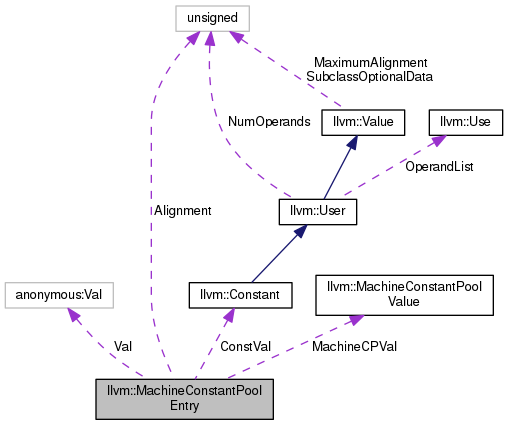 unsigned
MaximumAlignment
SubclassOptionalData
NumOperands
llvm::Value
llvm::Use
OperandList
Alignment
llvm::User
anonymous:Val
llvm::Constant
llvm::MachineConstantPool
Value
Val
ConstVal
MachineCPVal
llvm::MachineConstantPool
Entry